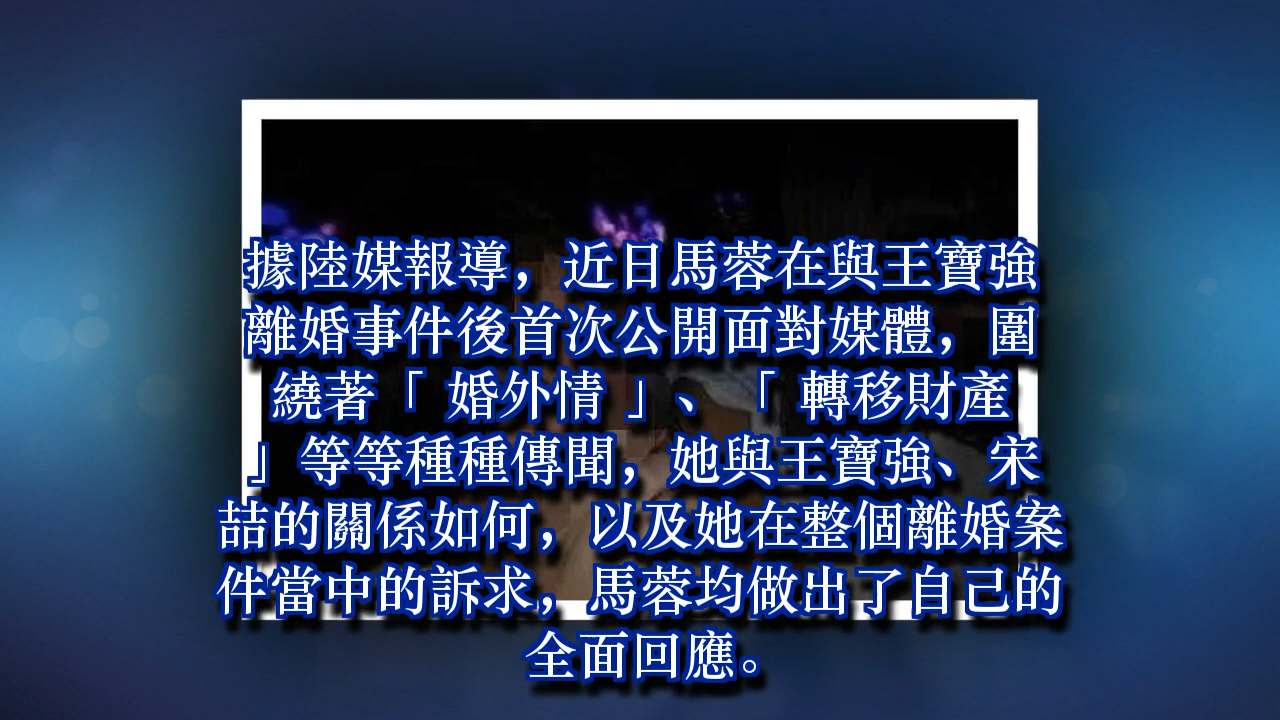 據陸媒報導，近日馬蓉在與王寶強
離婚事件後首次公開面對媒體，圍
繞著「 婚外情 」、 「 轉移財產
」等等種種傳聞，她與王寶強、宋
喆的關係如何，以及她在整個離婚案
件當中的訴求，馬蓉均做出了自己的
全面回應。